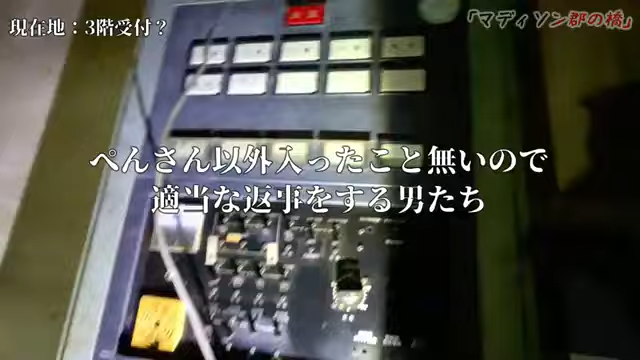 現在地：3階受付？
「マディソン郡の橋」
ぺんさん以外入ったこと無いので
適当な返事をする男たち